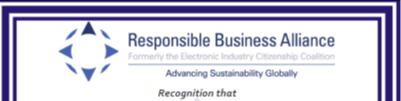 Responsible Business Alliance
Formerly the Electronic Industry Citizenship Coalition
Advancing Sustainability Globally
Recognition that